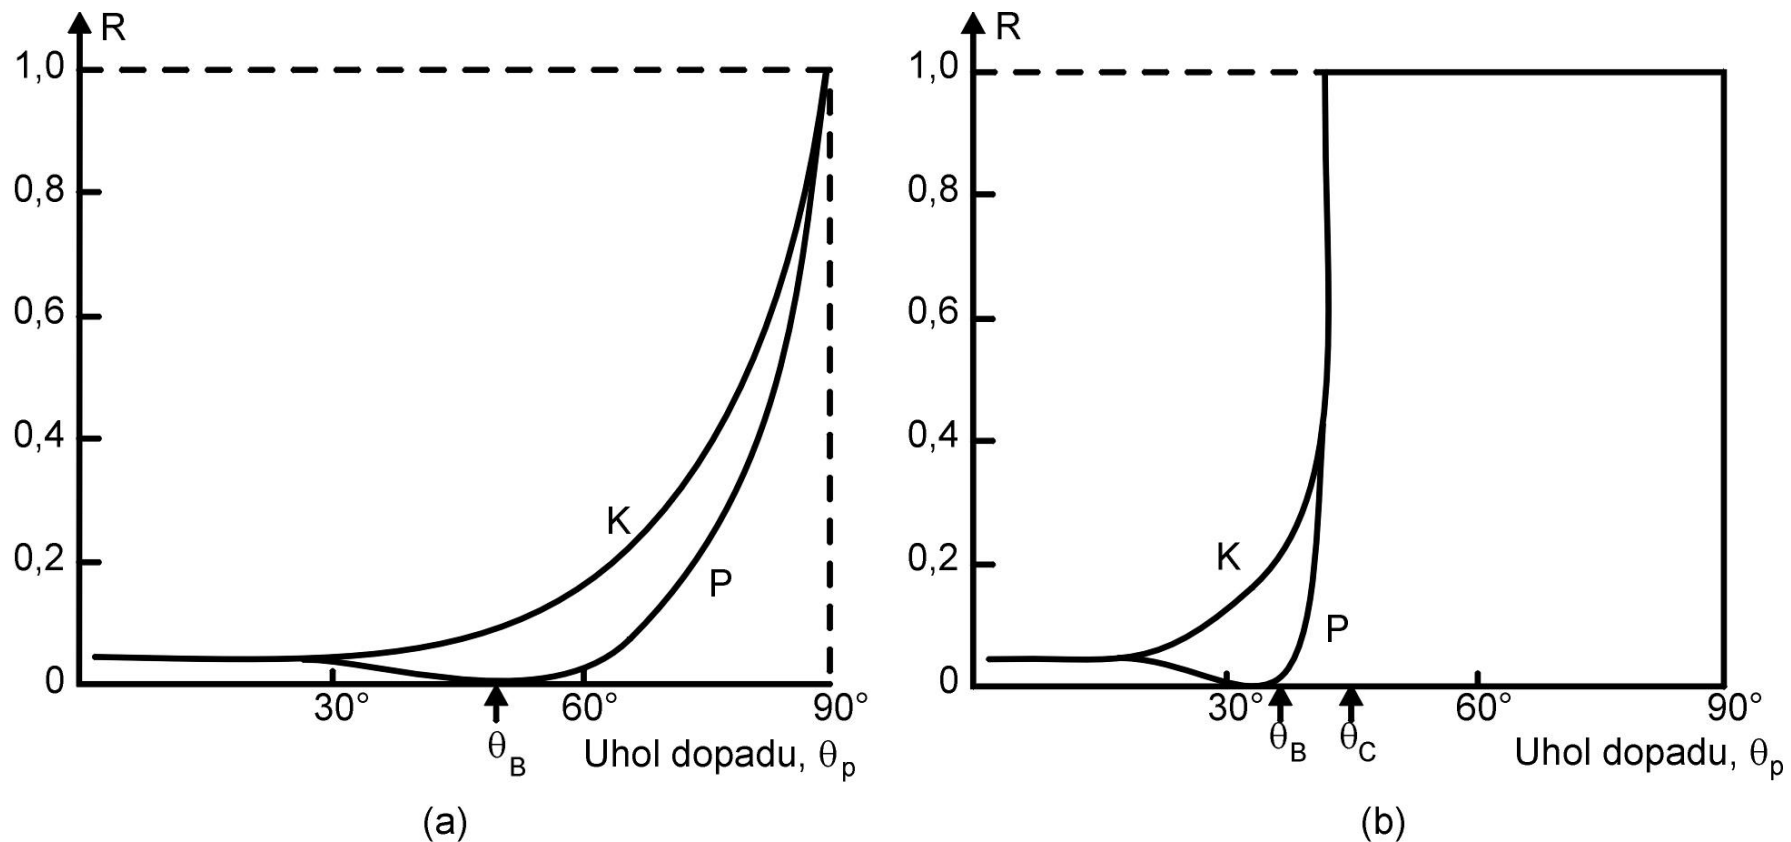 R
1,0
0,8
0,6
0,4
0,2
0
K
P
30°
60°
90°
θB
Uhol dopadu, θp
(a)
R
1,0
0,8
0,6
0,4
0,2
0
K
P
30°
60°
90°
θB
θC
Uhol dopadu, θp
(b)